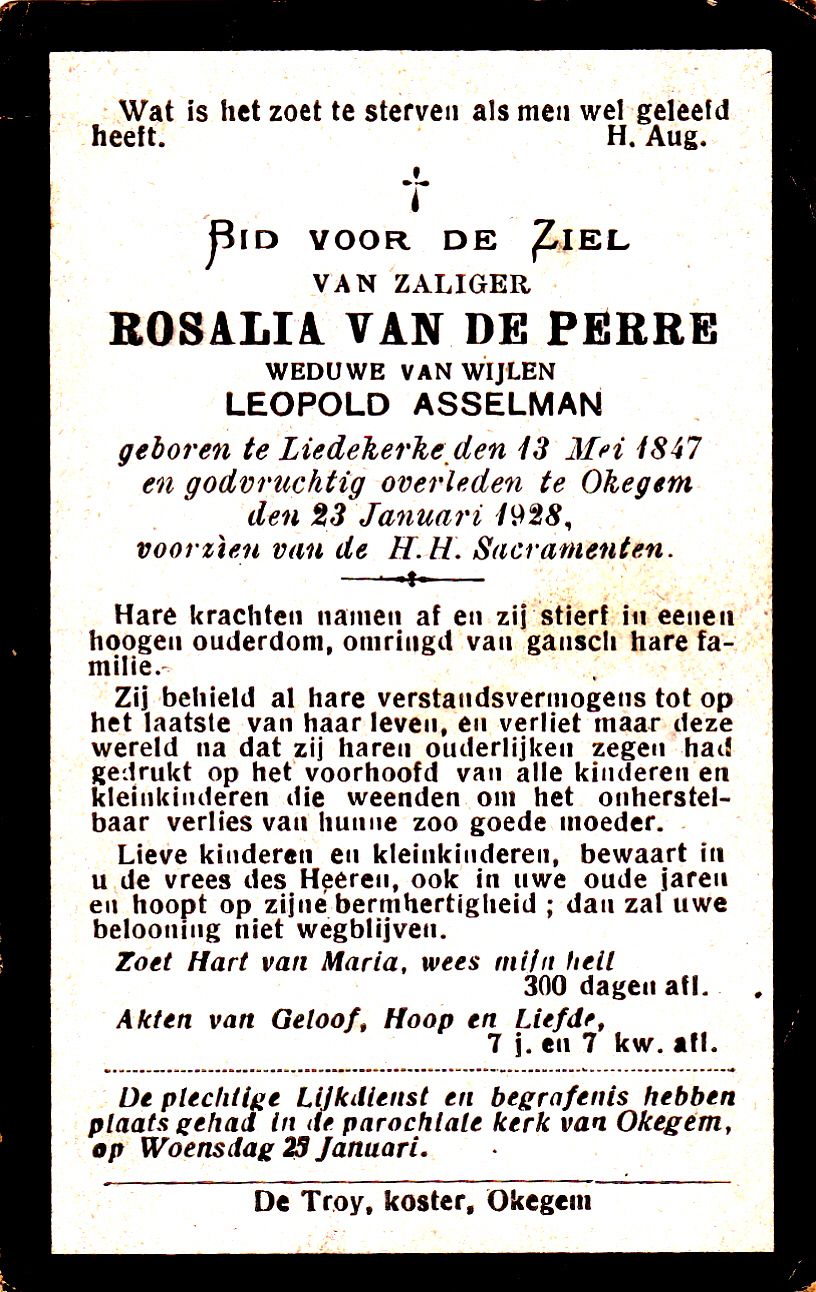 Wat is het zoet te sterven als men wel geleefd
heeft. H. Aug.
BID VOOR DE ZIEL
VAN ZALIGER
ROSALIA VAN DE PERRE
WEDUWE VAN WIJLEN
LEOPOLD ASSELMAN
geboren te Liedekerke den 13 Mei 1847
en godvruchtig overleden te Okegem
den 23 Januari 1928,
voorzien van de H. H. Sacramenten.
Hare krachten namen af en zij stierf in eenen
hoogen ouderdom, omringd van gansch hare fa-
milie.
Zij behield al hare verstandsvermogens tot op
het laatste van haar leven, en verliet maar deze
wereld na dat zij haren ouderlijken zegen had
gedrukt op het voorhoofd van alle kinderen en
kleinkinderen die weenden om het onherstel-
baar verlies van hunne zoo goede moeder.
Lieve kinderen en kleinkinderen, bewaart in
u de vrees des Heeren, ook in uwe oude jaren
en hoopt op zijne bermhertigheid ; dan zal uwe
belooning niet wegblijven.
Zoet Hart van Maria, wees mijn heil
300 dagen afl.
Akten van Geloof, Hoop en Liefde,
7 j. en 7 kw. afl.
De plechtige Lijkdienst en begrafenis hebben
plaats gehad in de parochiale kerk van Okegem,
op Woensdag 25 Januari.
De Troy, koster, Okegem